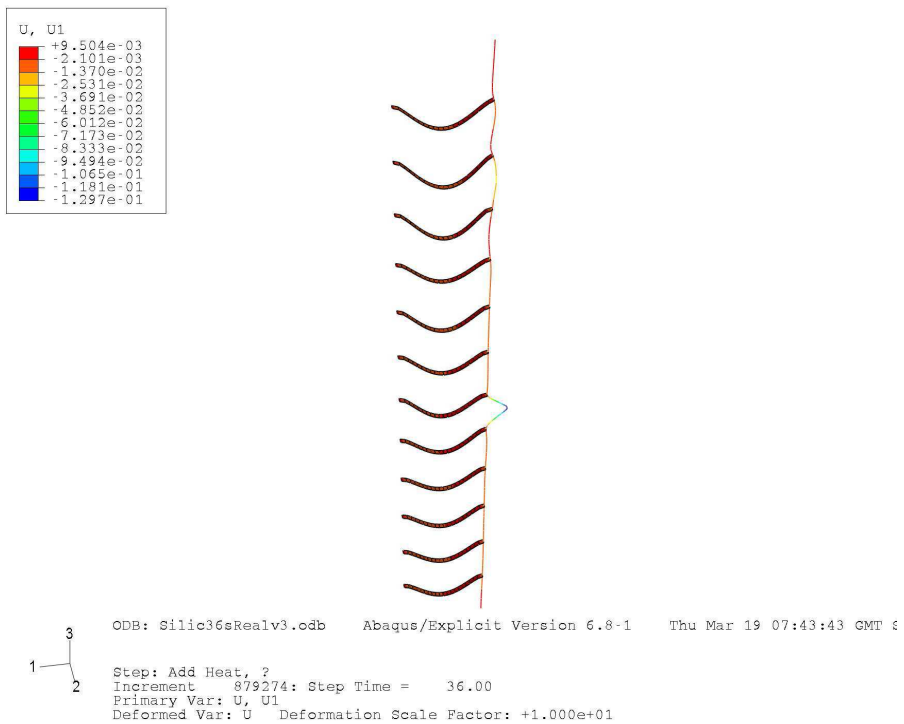 U, U1
+9.504e-03
-2.101e-03
-1.370e-02
-2.531e-02
-3.691e-02
-4.852e-02
-6.012e-02
-7.173e-02
-8.333e-02
-9.494e-02
-1.065e-01
-1.181e-01
-1.297e-01
ODB: Silic36sRealv3.odb Abaqus/Explicit Version 6.8-1 Thu Mar 19 07:43:43 GMT S
3
1
2
Step: Add Heat, ?
Increment 879274: Step Time = 36.00
Primary Var: U, U1
Deformed Var: U Deformation Scale Factor: +1.000e+01